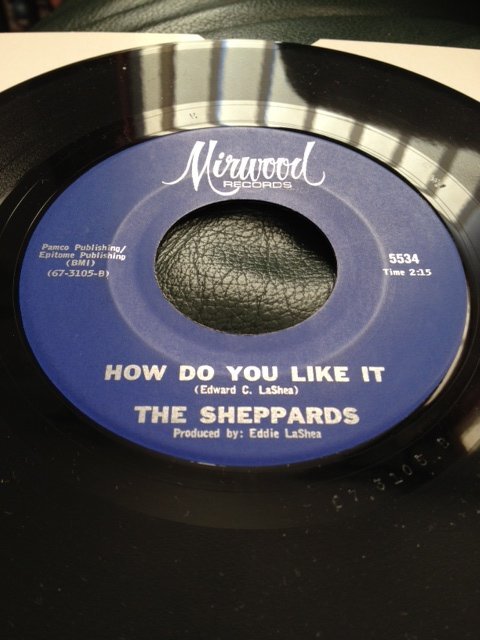 Mirwood
RECORDS
Pamco Publishing/
Epitome Publishing
(BMI)
(67-3105-B)
5534
Time 2:15
HOW DO YOU LIKE IT
(Edward C. LaShea)
THE SHEPPARDS
Produced by: Eddie LaShea